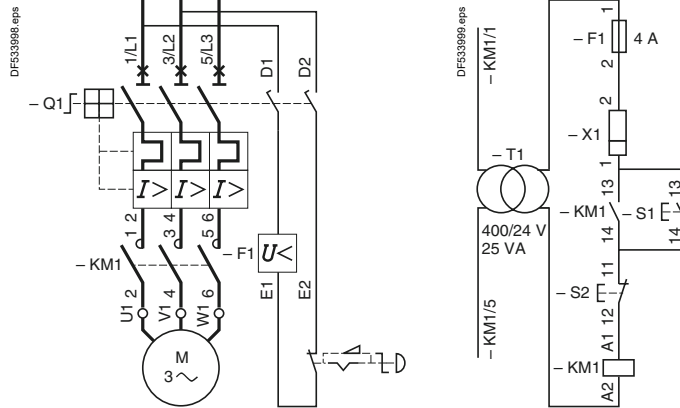 DF533998.eps
1/L1
3/L2
5/L3
D1
D2
– Q1
I>
I>
I>
2
4
6
1
3
5
– F1
U<
– KM1
2
4
6
E1
E2
U1
V1
W1
M
3
DF533999.eps
– KM1/1
1
– F1
4 A
2
2
– X1
1
– T1
13
13
– KM1
– S1
14
14
400/24 V
25 VA
11
– S2
12
– KM1/5
A1
– KM1
A2